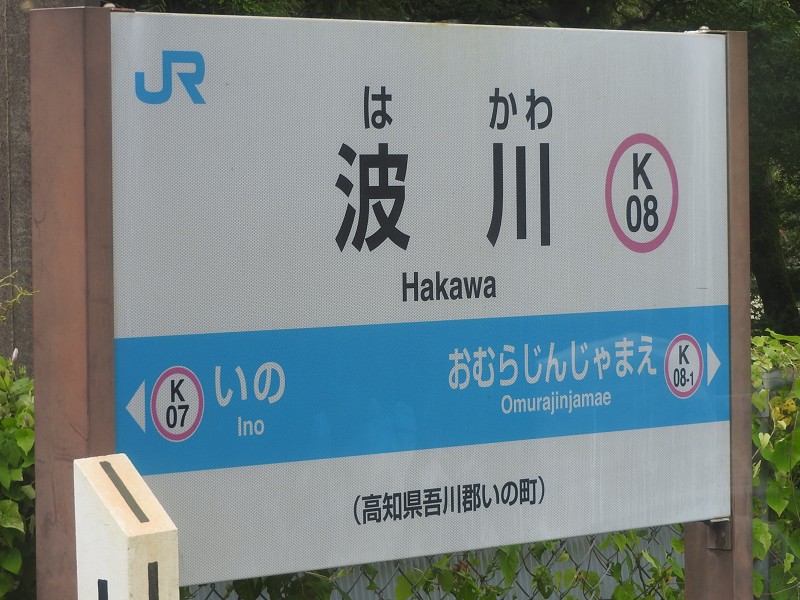 JR
は かわ
波川
K
08
Hakawa
K
07
いの
Ino
おむらじんじゃまえ
Omurajinjamae
K
08-1
(高知県吾川郡いの町)